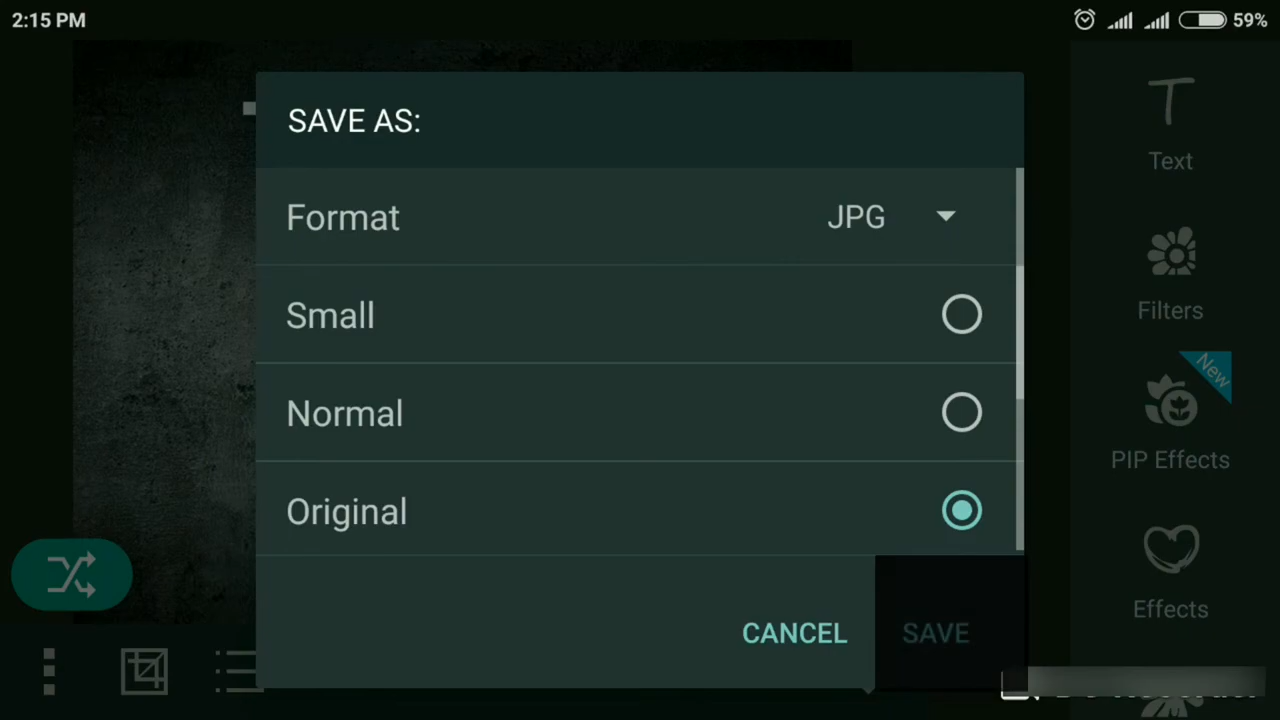 2:15 PM
59%
SAVE AS:
Format
JPG
Small
Normal
Original
CANCEL
SAVE
Text
Filters
New
PIP Effects
Effects